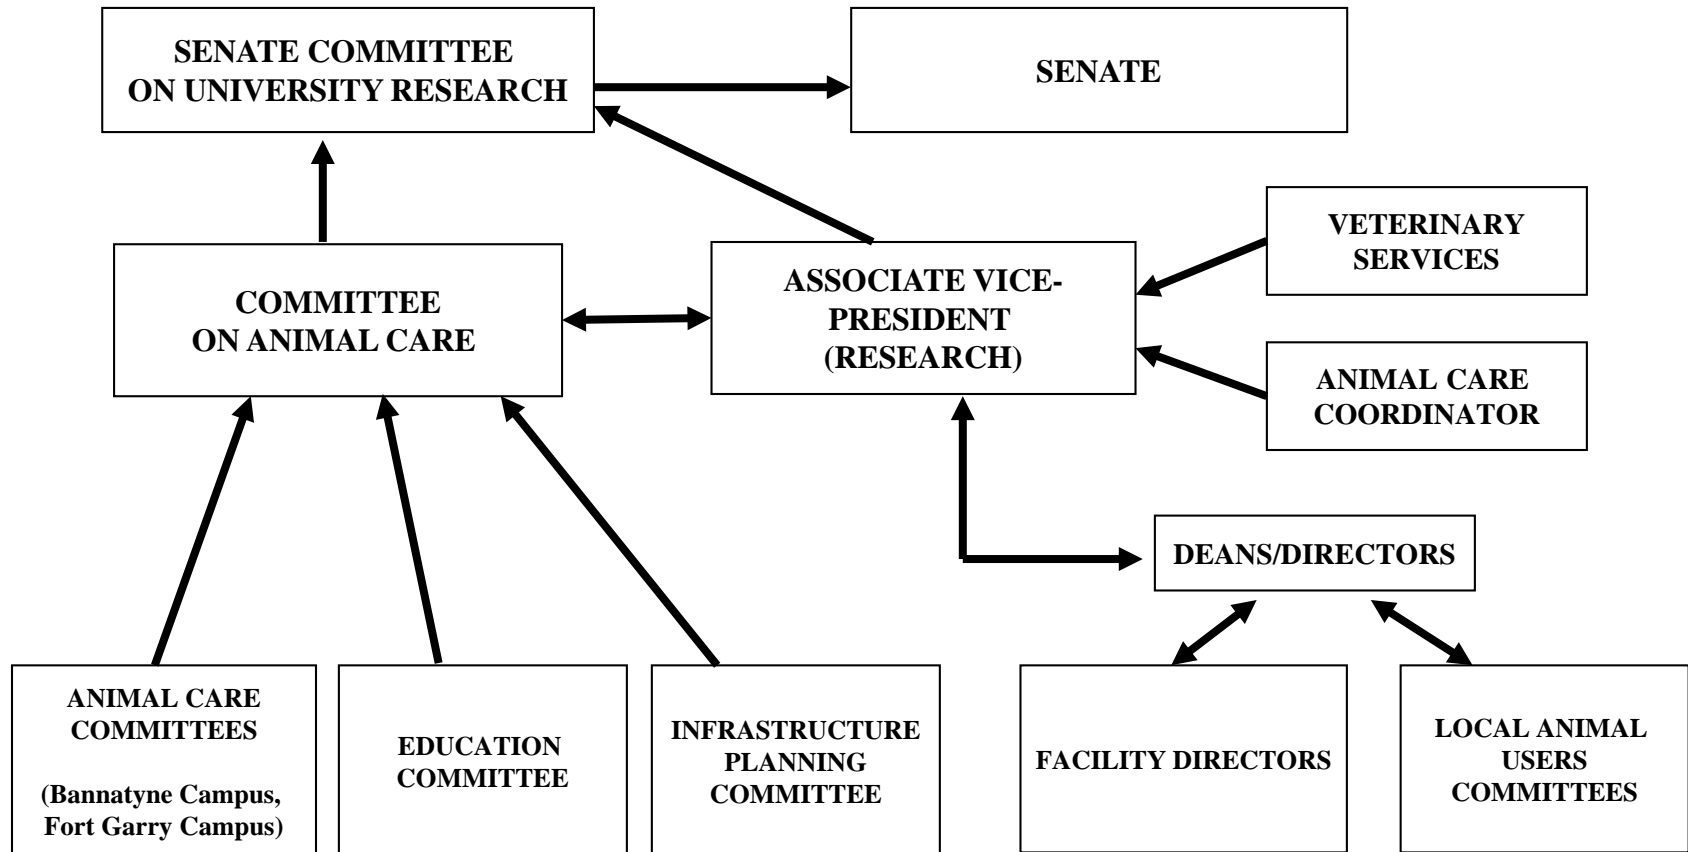 SENATE COMMITTEE
ON UNIVERSITY RESEARCH
SENATE
VETERINARY
SERVICES
COMMITTEE
ON ANIMAL CARE
ASSOCIATE VICE-
PRESIDENT
(RESEARCH)
ANIMAL CARE
COORDINATOR
DEANS/DIRECTORS
ANIMAL CARE
COMMITTEES
(Bannatyne Campus,
Fort Garry Campus)
EDUCATION
COMMITTEE
INFRASTRUCTURE
PLANNING
COMMITTEE
FACILITY DIRECTORS
LOCAL ANIMAL
USERS
COMMITTEES